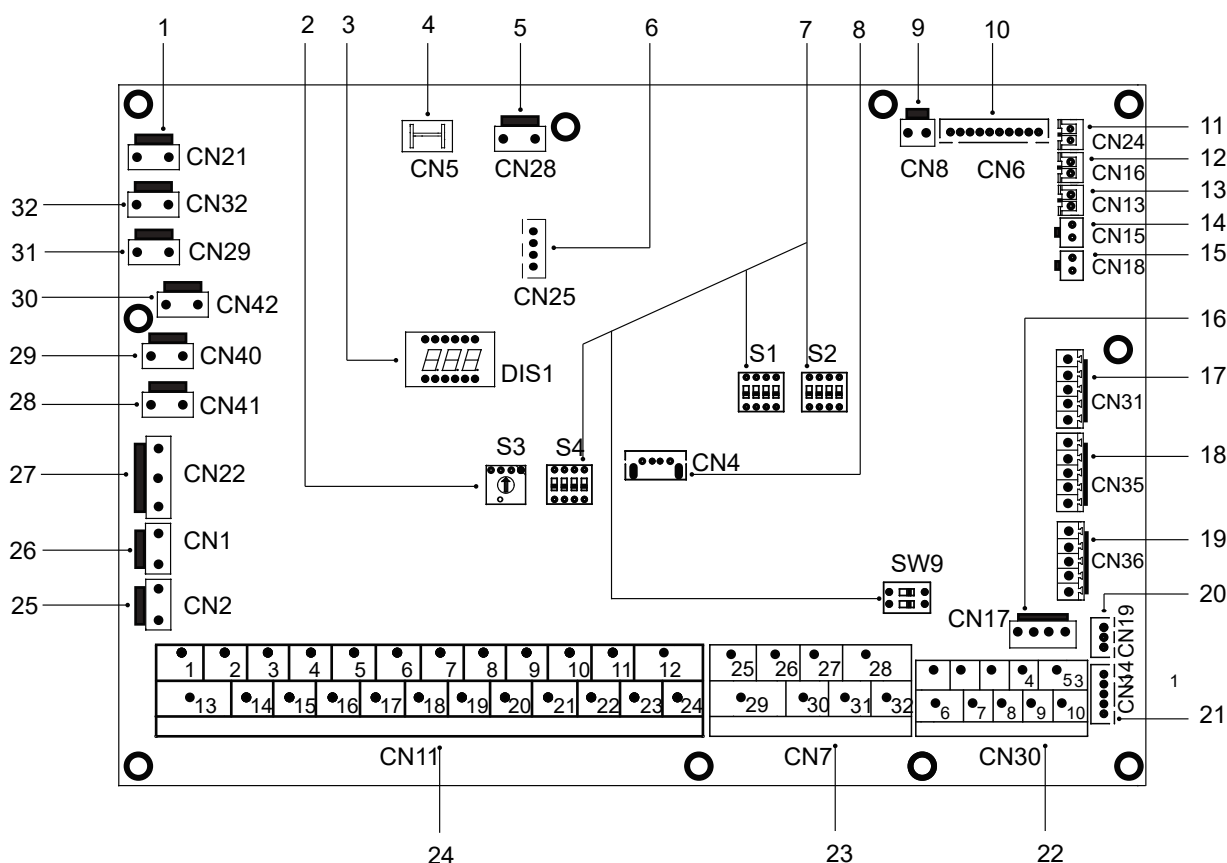 1 2 3 4 5 6 7 8 9 10
CN21
CN5
CN28
CN8
CN6
CN24 11
CN16 12
32 CN32
CN13 13
31 CN29
CN15 14
CN25
CN18 15
30 CN42
16
29 CN40
DIS1
S1 S2
17
28 CN41
CN31
S3 S4
18
27 CN22
CN4
CN35
26 CN1
19
SW9
CN36
25 CN2
20
CN17
CN19
1 2 3 4 5 6 7 8 9 10 11 12
25 26 27 28
4 53
CN14
1
13 14 15 16 17 18 19 20 21 22 23 24
29 30 31 32
6 7 8 9 10
21
CN11
CN7
CN30
24 23 22